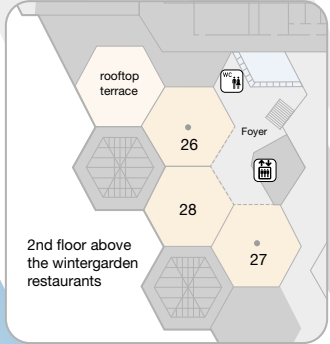 WC
rooftop
terrace
Foyer
26
28
27
2nd floor above
the wintergarden
restaurants